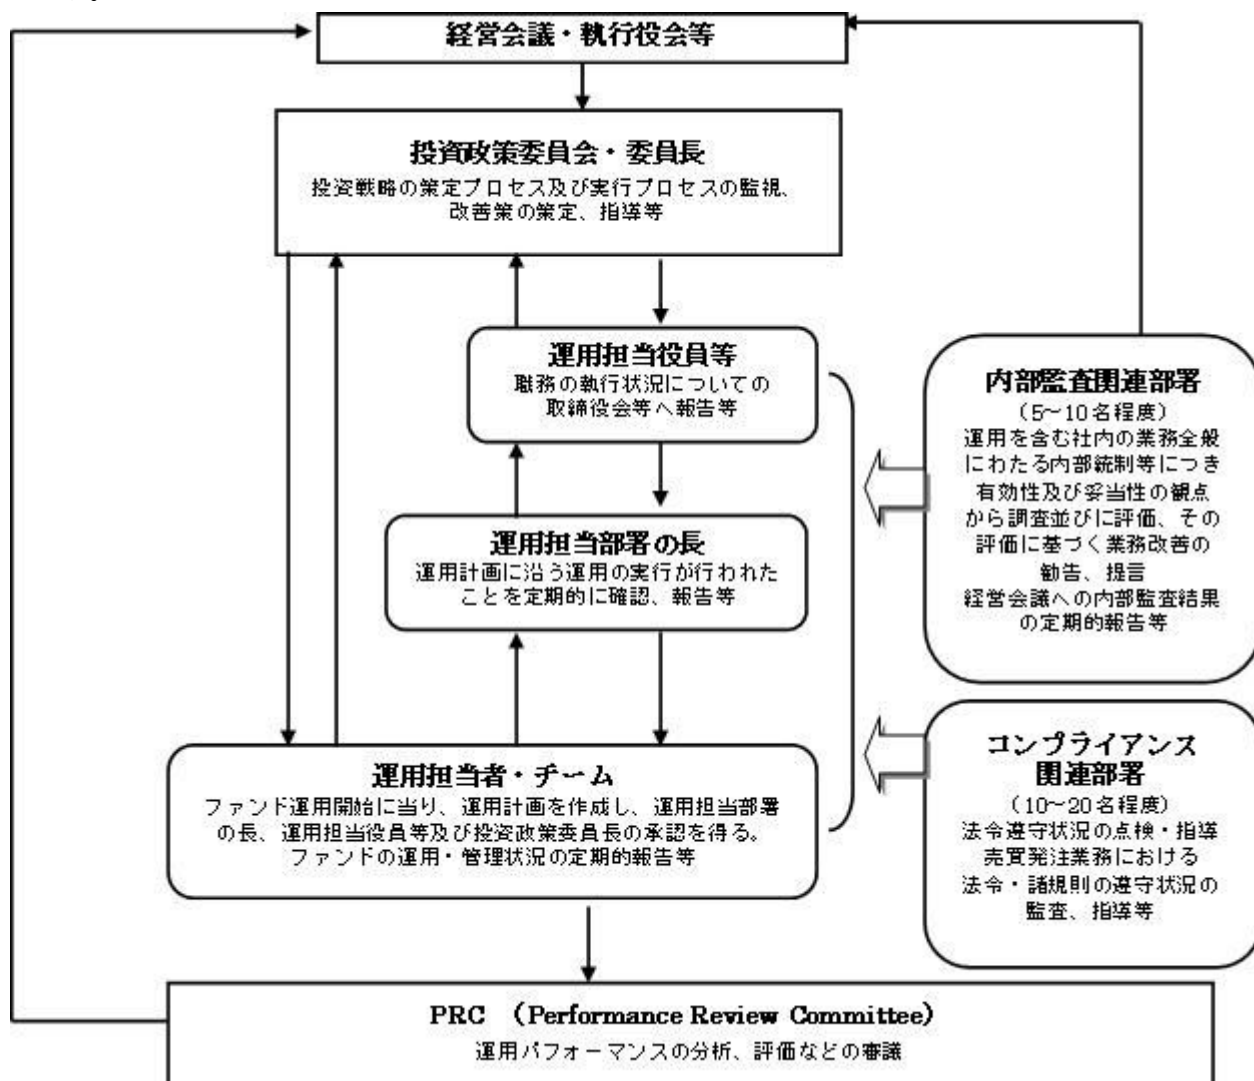 経営会議・執行役会等
投資政策委員会・委員長
投資戦略の策定プロセス及び実行プロセスの監視、
改善策の策定、指導等
運用担当役員等
職務の執行状況についての
取締役会等へ報告等
運用担当部署の長
運用計画に沿う運用の実行が行われた
ことを定期的に確認、報告等
運用担当者・チーム
ファンド運用開始に当り、運用計画を作成し、運用担当部署
の長、運用担当役員等及び投資政策委員長の承認を得る。
ファンドの運用・管理状況の定期的報告等
内部監査関連部署
（5～10名程度）
運用を含む社内の業務全般
にわたる内部統制等につき
有効性及び妥当性の観点
から調査並びに評価、その
評価に基づく業務改善の
勧告、提言
経営会議への内部監査結果
の定期的報告等
コンプライアンス
関連部署
（10～20名程度）
法令遵守状況の点検・指導
売買発注業務における
法令・諸規則の遵守状況の
監査、指導等
PRC （Performance Review Committee）
運用パフォーマンスの分析、評価などの審議